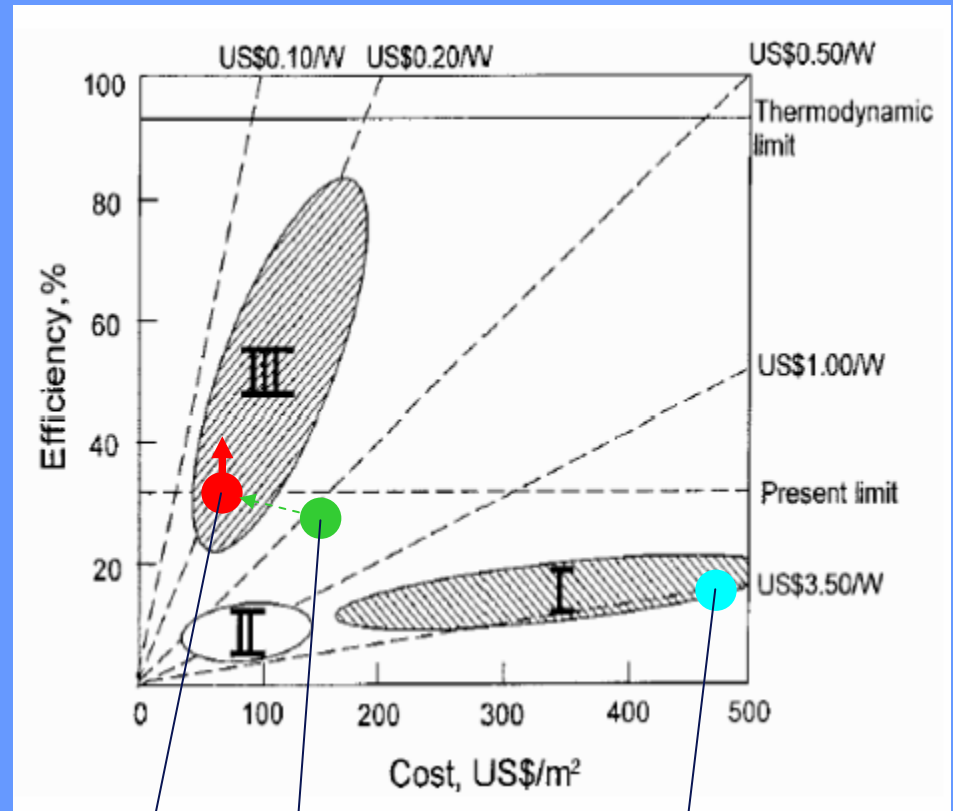 US$0.10/W US$0.20/W US$0.50/W
100
Thermodynamic
limit
80
60
III
Efficiency,%
US$1.00/W
40
Present limit
20
I
US$3.50/W
II
0 100 200 300 400 500
Cost, US$/m²